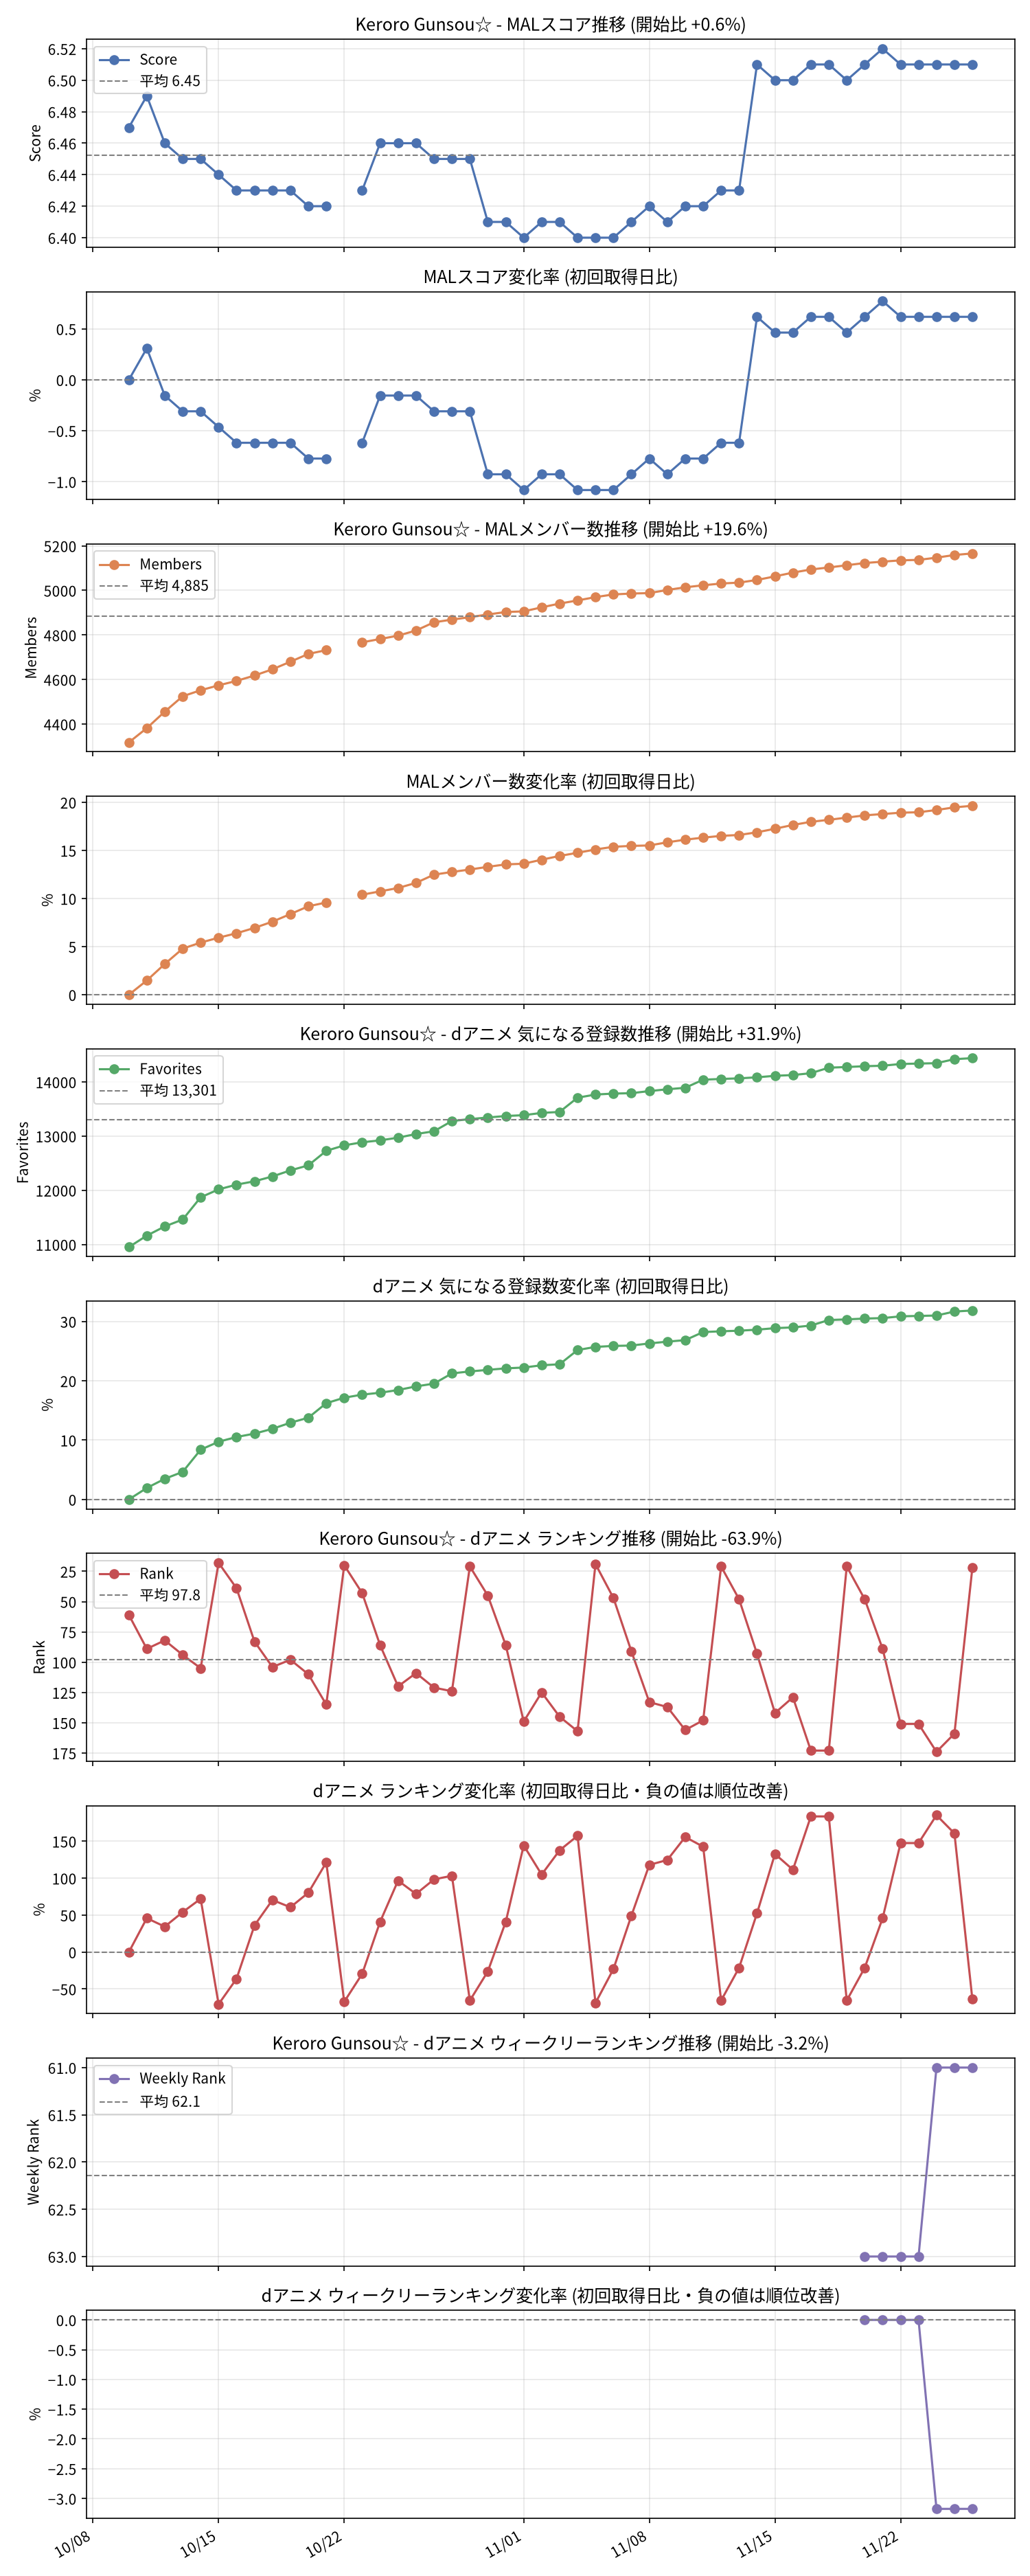 Keroro Gunsou☆ - MALスコア推移 (開始比 +0.6%)
Score
平均 6.45
Score
6.52
6.50
6.48
6.46
6.44
6.42
6.40
MALスコア変化率 (初回取得日比)
%
0.5
0.0
−0.5
−1.0
Keroro Gunsou☆ - MALメンバー数推移 (開始比 +19.6%)
Members
平均 4,885
Members
5200
5000
4800
4600
4400
MALメンバー数変化率 (初回取得日比)
%
20
15
10
5
0
Keroro Gunsou☆ - dアニメ 気になる登録数推移 (開始比 +31.9%)
Favorites
平均 13,301
Favorites
14000
13000
12000
11000
dアニメ 気になる登録数変化率 (初回取得日比)
%
30
20
10
0
Keroro Gunsou☆ - dアニメ ランキング推移 (開始比 -63.9%)
Rank
平均 97.8
Rank
25
50
75
100
125
150
175
dアニメ ランキング変化率 (初回取得日比・負の値は順位改善)
%
150
100
50
0
−50
Keroro Gunsou☆ - dアニメ ウィークリーランキング推移 (開始比 -3.2%)
Weekly Rank
平均 62.1
Weekly Rank
61.0
61.5
62.0
62.5
63.0
dアニメ ウィークリーランキング変化率 (初回取得日比・負の値は順位改善)
%
0.0
−0.5
−1.0
−1.5
−2.0
−2.5
−3.0
10/08
10/15
10/22
11/01
11/08
11/15
11/22